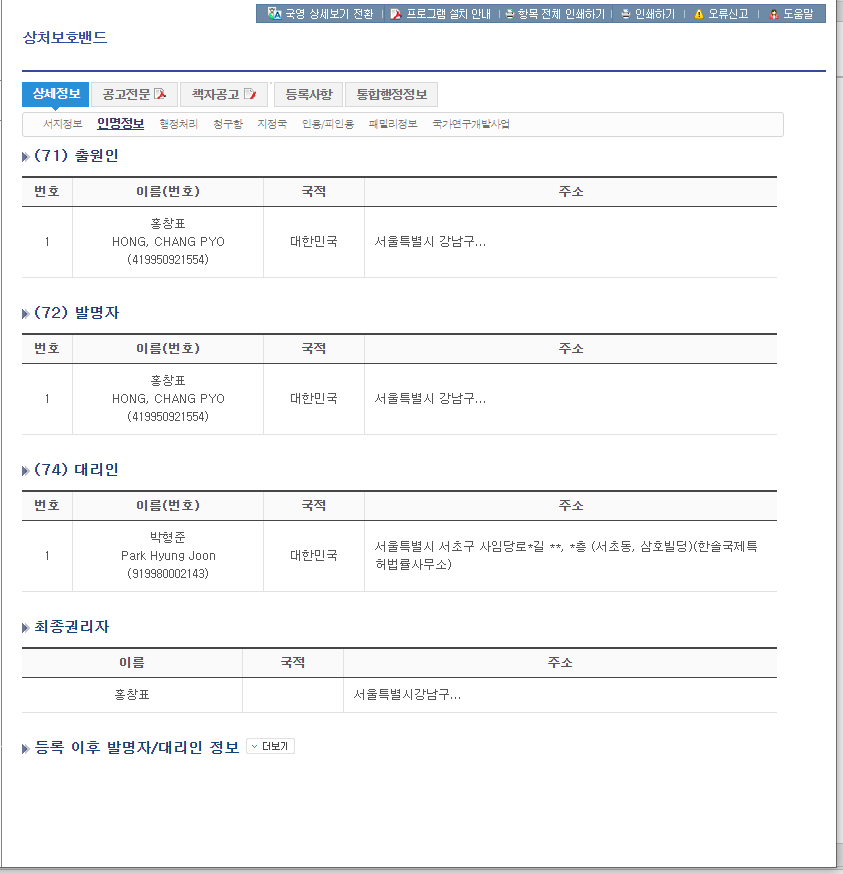 국영 상세보기 전환 | 프로그램 설치 안내 | 항목 전체 인쇄하기 | 인쇄하기 | 오류신고 | 도움말
상처보호밴드
상세정보 공고전문 책자공고 등록사항 통합행정정보
서지정보 인명정보 행정처리 청구항 지정국 인용/피인용 패밀리정보 국가연구개발사업
(71) 출원인
번호 이름(번호) 국적 주소
홍창표
1 HONG, CHANG PYO 대한민국 서울특별시 강남구...
(419950921554)
(72) 발명자
번호 이름(번호) 국적 주소
홍창표
1 HONG, CHANG PYO 대한민국 서울특별시 강남구...
(419950921554)
(74) 대리인
번호 이름(번호) 국적 주소
박형준
1 Park Hyung Joon 대한민국 서울특별시 서초구 사임당로*길 **, *층 (서초동, 삼호빌딩)(한솔국제특
허법률사무소)
(919980002143)
최종권리자
이름 국적 주소
홍창표 서울특별시강남구...
등록 이후 발명자/대리인 정보 더보기